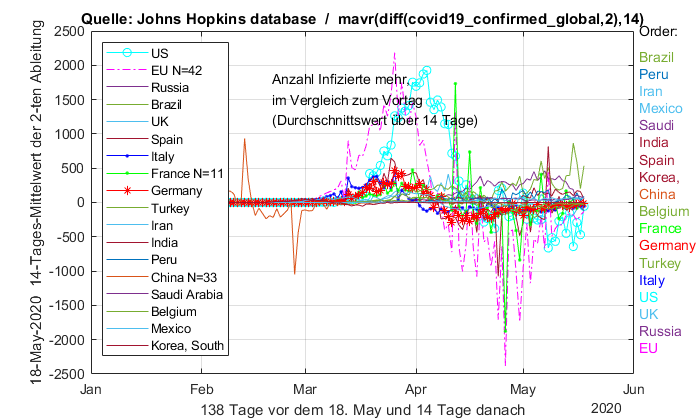 Quelle: Johns Hopkins database / mavr(diff(covid19_confirmed_global,2),14)
Order:
18-May-2020 14-Tages-Mittelwert der 2-ten Ableitung
2500
2000
1500
1000
500
0
-500
-1000
-1500
-2000
-2500
US
EU N=42
Russia
Brazil
UK
Spain
Italy
France N=11
Germany
Turkey
Iran
India
Peru
China N=33
Saudi Arabia
Belgium
Mexico
Korea, South
Anzahl Infizierte mehr,
im Vergleich zum Vortag
(Durchschnittswert über 14 Tage)
Brazil
Peru
Iran
Mexico
Saudi
India
Spain
Korea,
China
Belgium
France
Germany
Turkey
Italy
US
UK
Russia
EU
Jan Feb Mar Apr May Jun
2020
138 Tage vor dem 18. May und 14 Tage danach